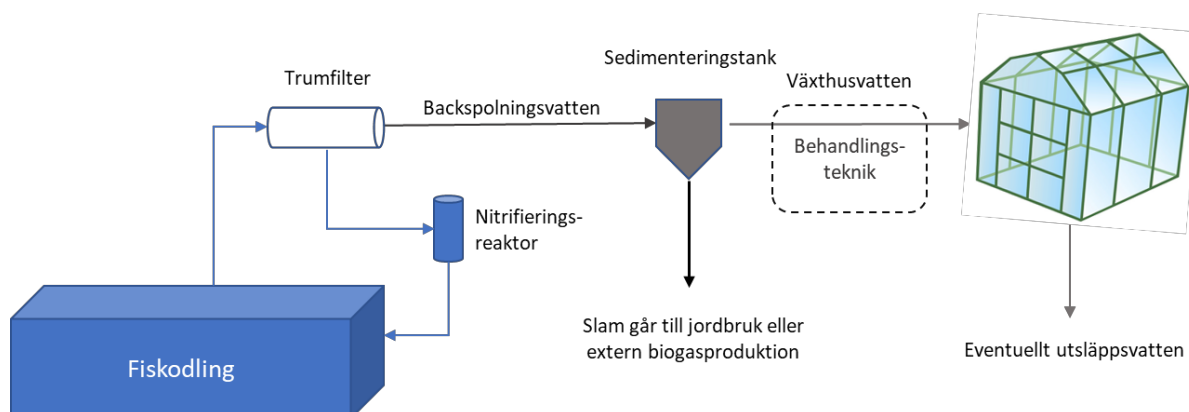 Trumfilter
Backspolningsvatten
Sedimenteringstank
Växthusvatten
Behandlings-
teknik
Nitrifierings-
reaktor
Fiskodling
Slam går till jordbruk eller
extern biogasproduktion
Eventuellt utsläppsvatten